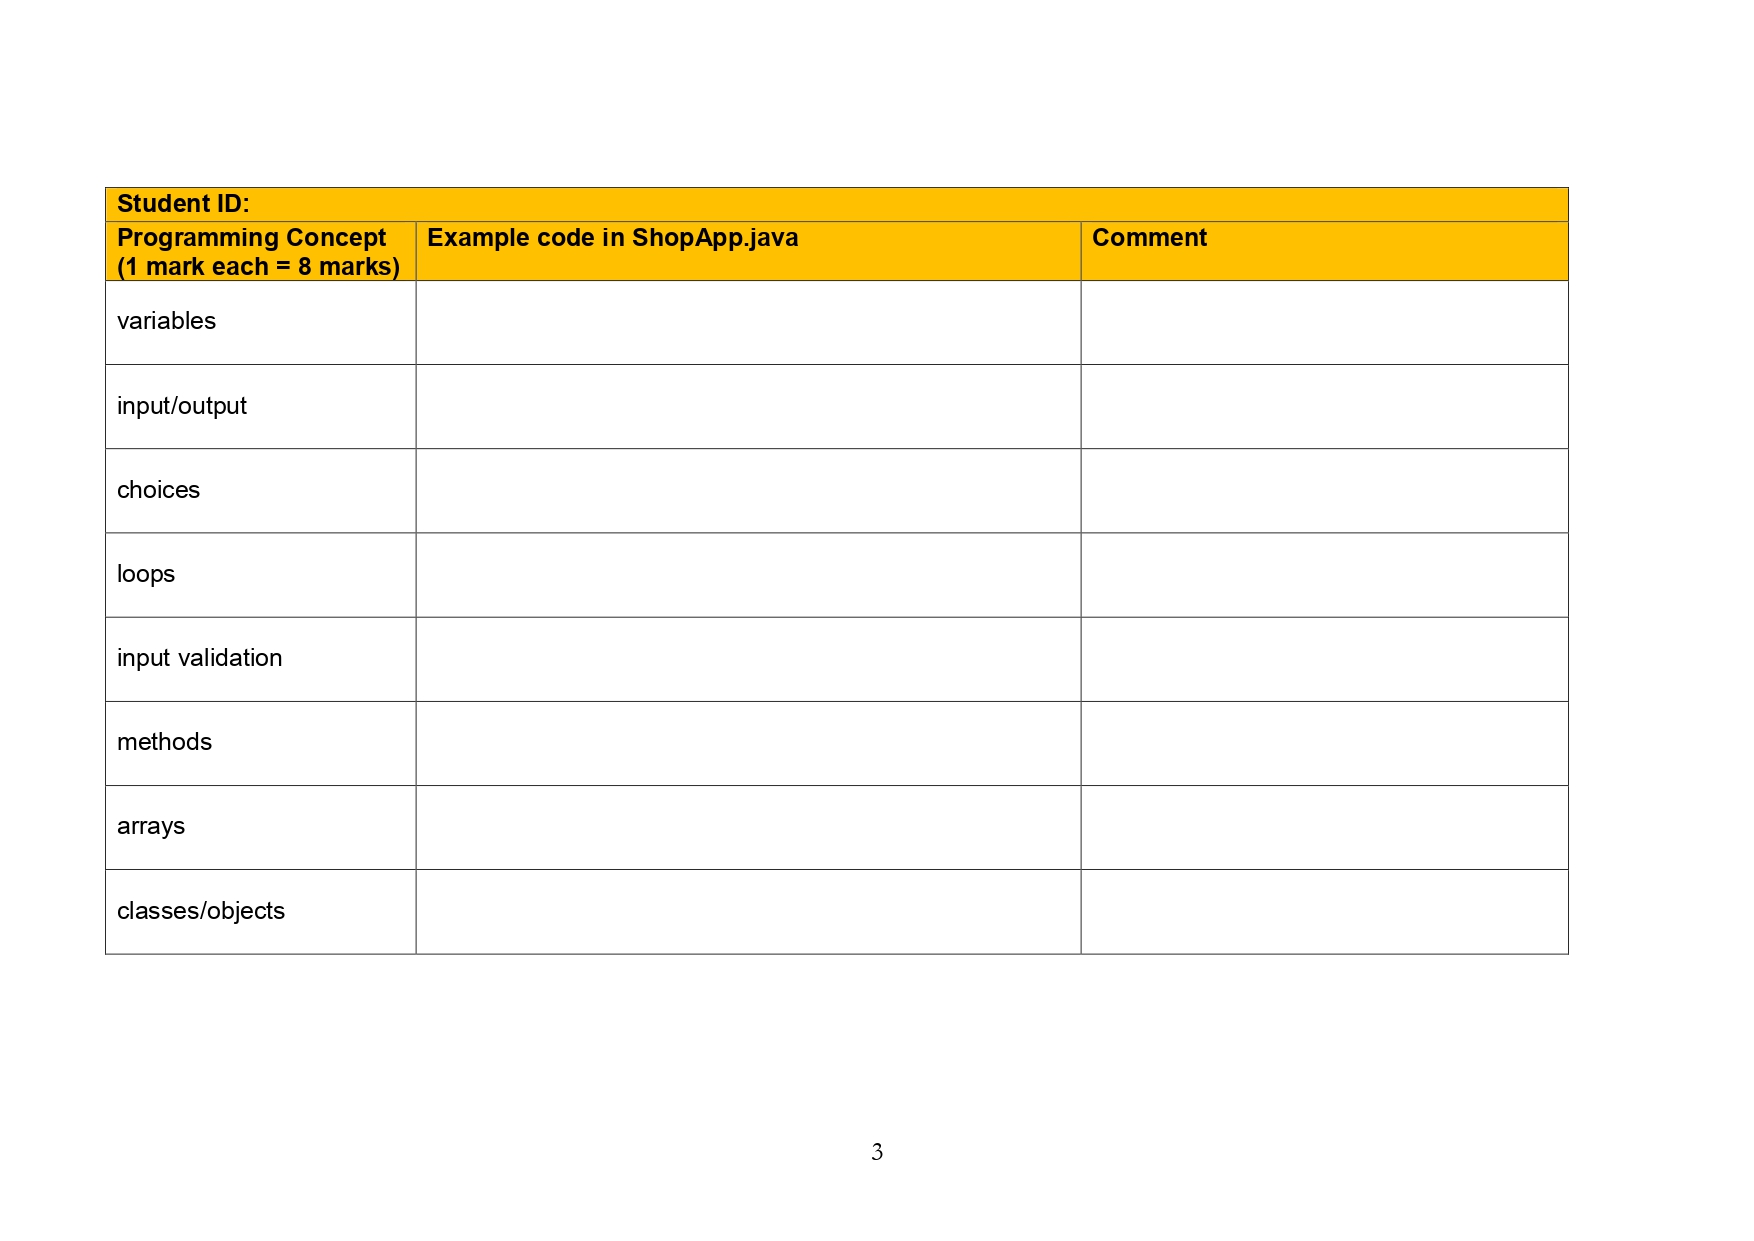 Student ID:
Programming Concept
(1 mark each = 8 marks)
Example code in ShopApp.java
Comment
variables
input/output
choices
loops
input validation
methods
arrays
classes/objects
3